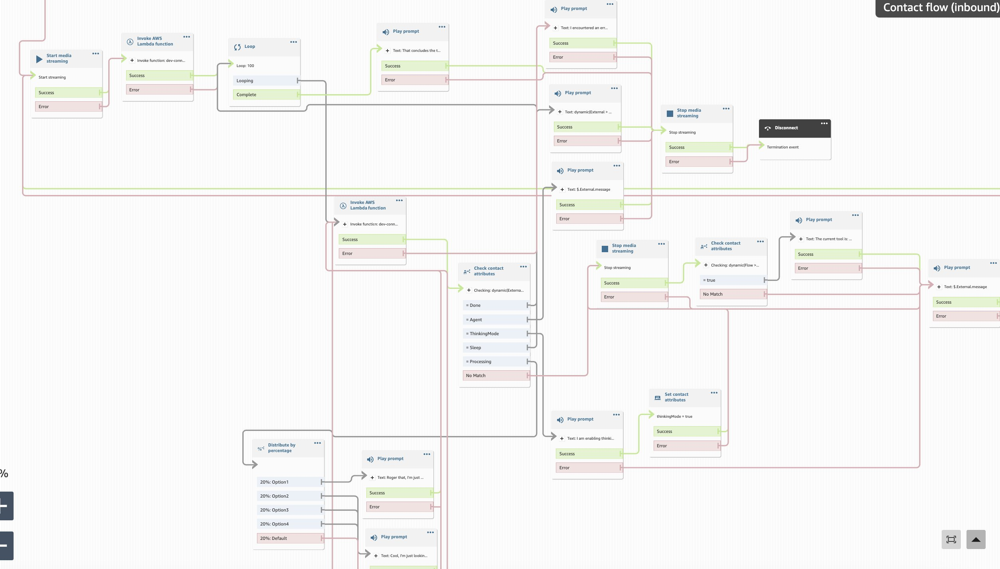 Contact flow (inbound)
Start media
streaming
Start streaming
Success
Error
Invoke AWS
Lambda function
Invoke function: dev-conn...
Success
Error
Loop
Loop: 100
Looping
Complete
Play prompt
Text: That concludes the t...
Success
Error
Play prompt
Text: I encountered an err...
Success
Error
Play prompt
Text: dynamic(External > ...
Success
Error
Stop media
streaming
Stop streaming
Success
Error
Disconnect
Termination event
Play prompt
Text: $.External.message
Success
Error
Invoke AWS
Lambda function
Invoke function: dev-conn...
Success
Error
Check contact
attributes
Checking: dynamic(Externa...
= Done
= Agent
= ThinkingMode
= Sleep
= Processing
No Match
Stop media
streaming
Stop streaming
Success
Error
Check contact
attributes
Checking: dynamic(Flow >...
= true
No Match
Play prompt
Text: The current tool is: ...
Success
Error
Play prompt
Text: $.External.message
Success
Error
Play prompt
Text: I am enabling thinki...
Success
Error
Set contact
attributes
thinkingMode = true
Success
Error
Distribute by
percentage
20%: Option1
20%: Option2
20%: Option3
20%: Option4
20%: Default
Play prompt
Text: Roger that, I'm just ...
Success
Error
Play prompt
Text: Cool, I'm just lookin...
%